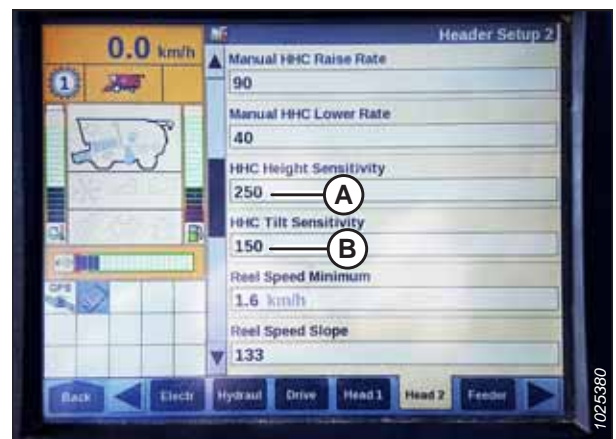 0.0 km/h
Header Setup 2
1
Manual HHC Raise Rate
90
Manual HHC Lower Rate
40
HHC Height Sensitivity
250
A
HHC Tilt Sensitivity
150
B
Reel Speed Minimum
1.6 km/h
GPS
Reel Speed Slope
133
Back
Electr
Hydraul
Drive
Head 1
Head 2
Feeder
1025380